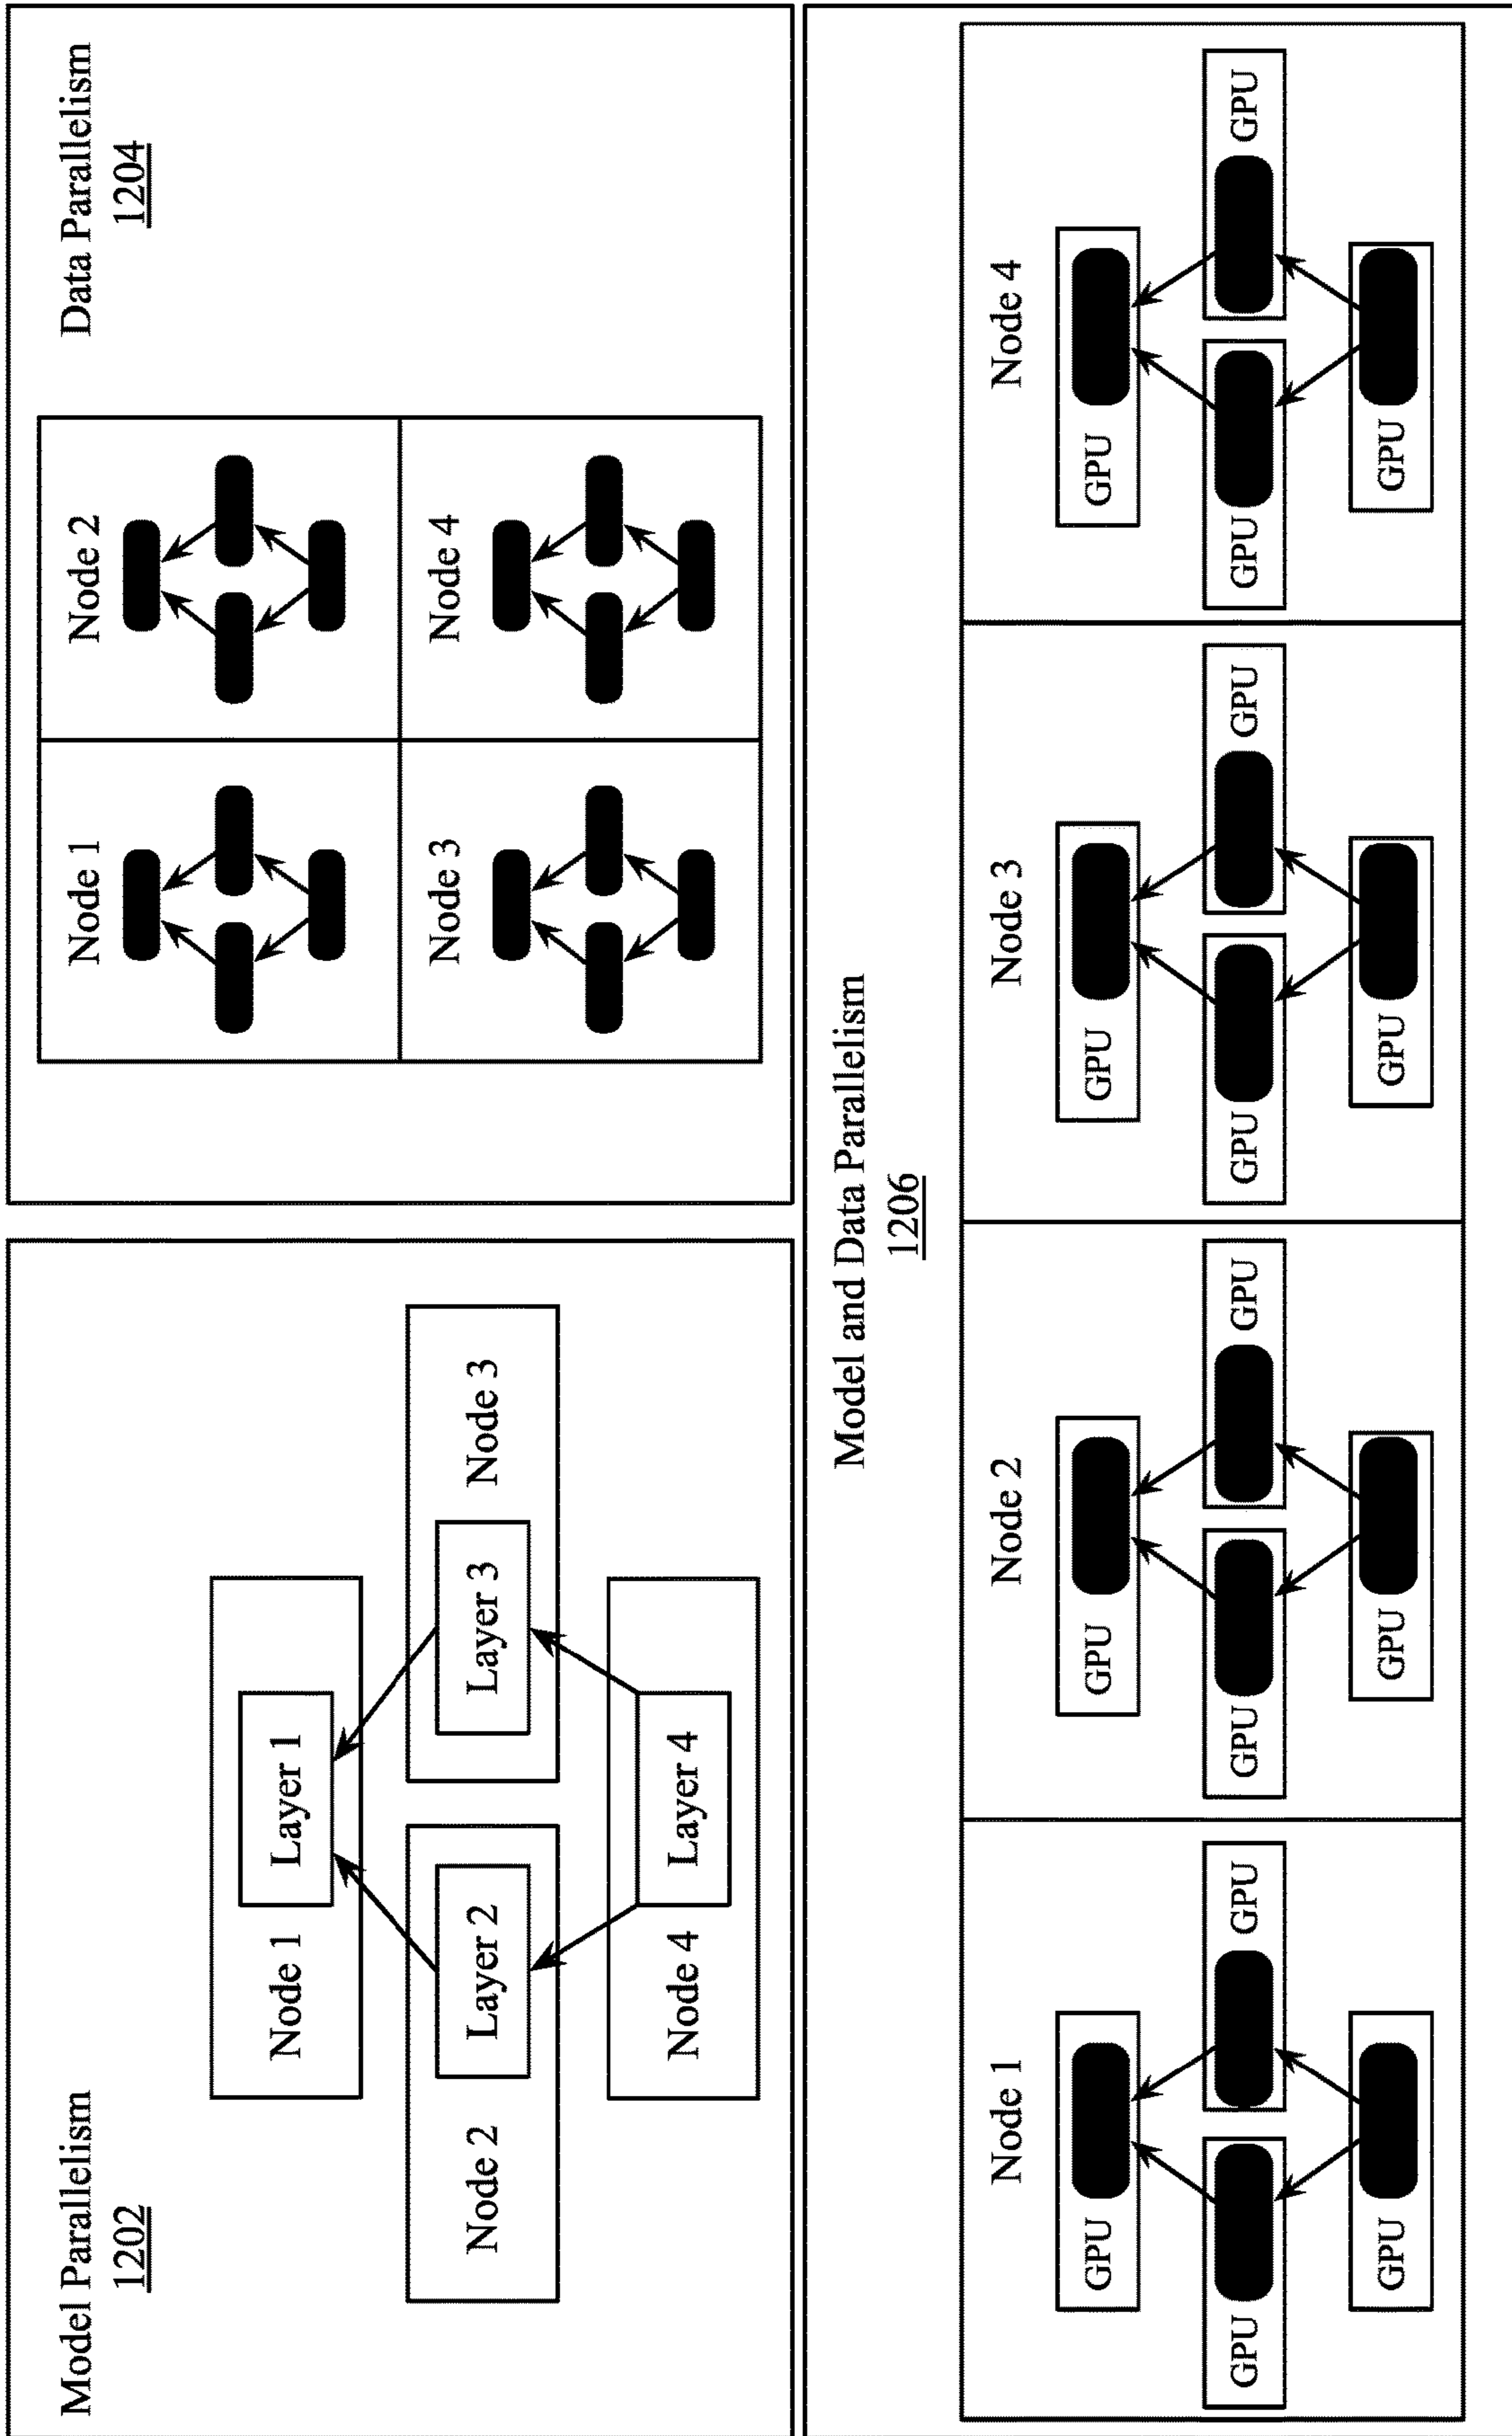 Model Parallelism
1202
Node 1
Layer 1
Node 2
Layer 2
Layer 3
Node 3
Node 4
Layer 4
Data Parallelism
1204
Node 1
Node 2
Node 3
Node 4
Model and Data Parallelism
1206
Node 1
GPU
GPU
GPU
GPU
Node 2
GPU
GPU
GPU
GPU
Node 3
GPU
GPU
GPU
GPU
Node 4
GPU
GPU
GPU
GPU